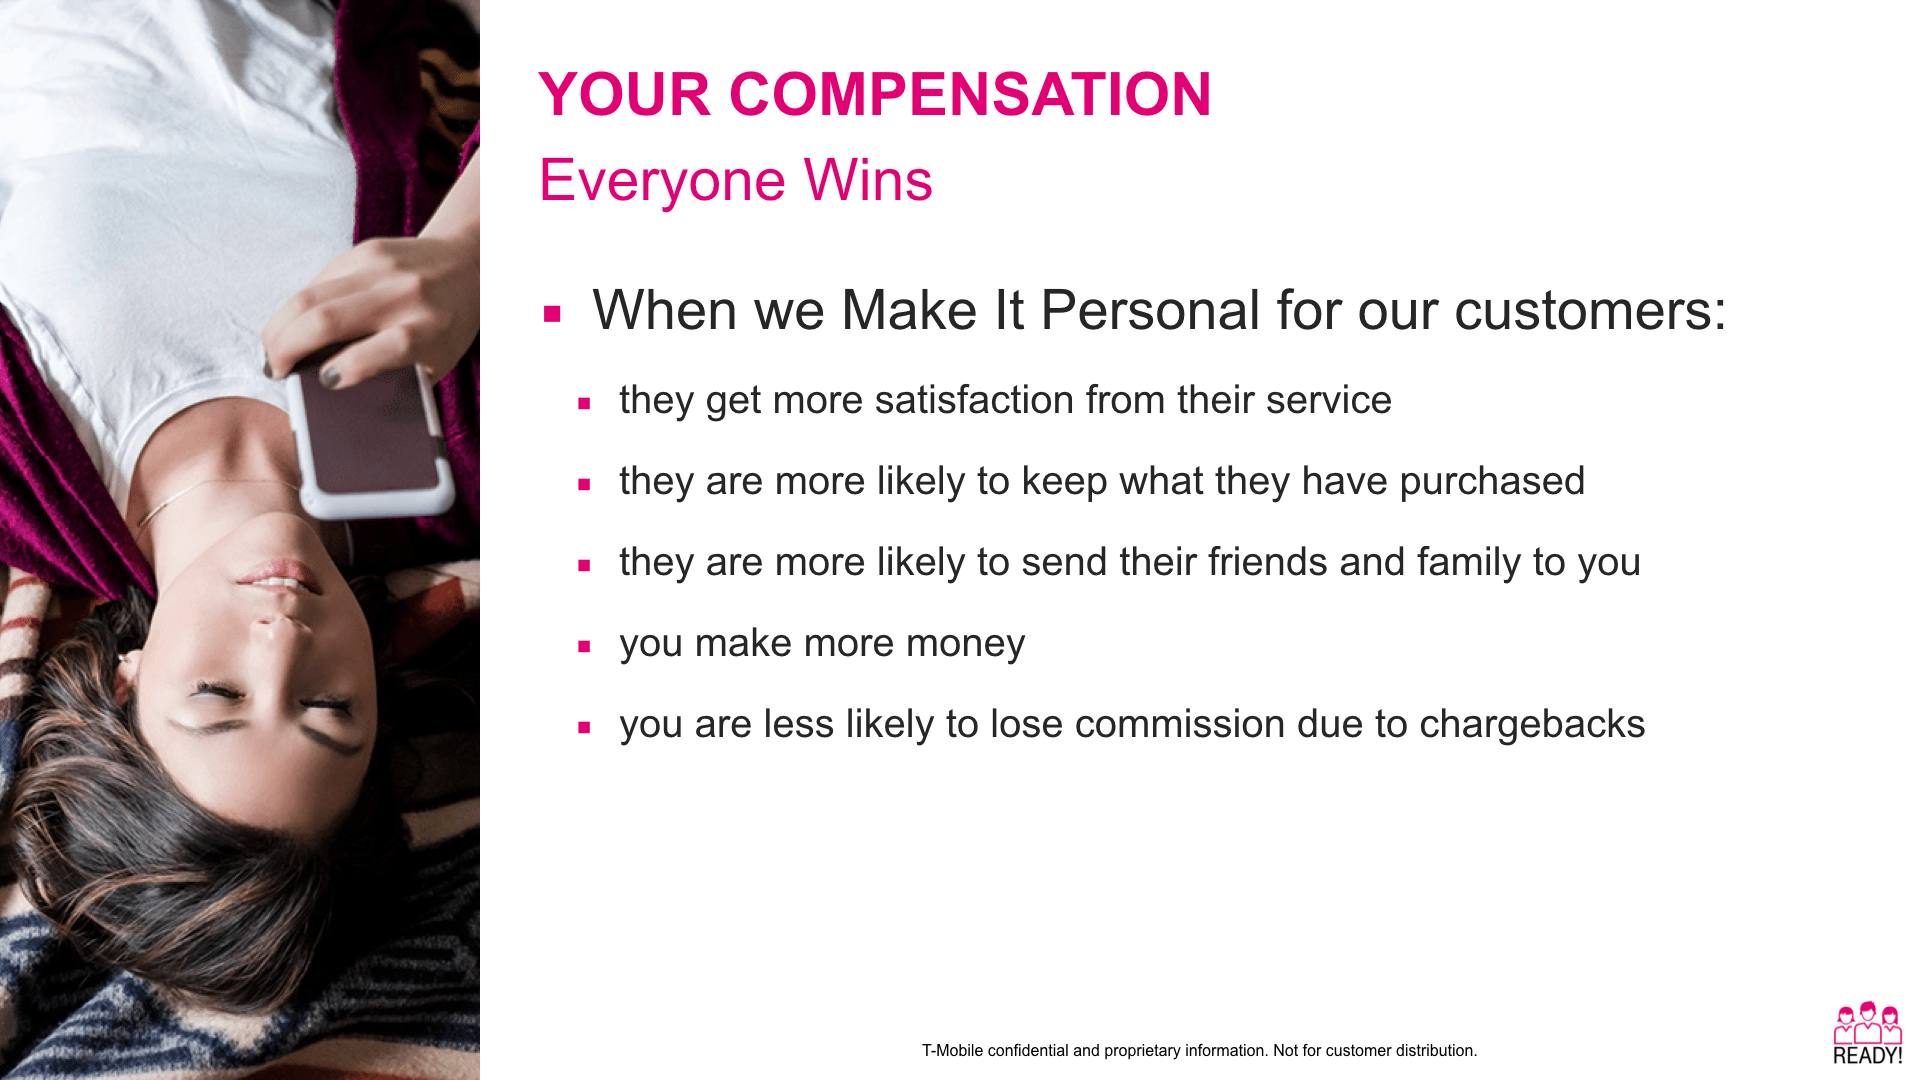 YOUR COMPENSATION
Everyone Wins
When we Make It Personal for our customers:
they get more satisfaction from their service
they are more likely to keep what they have purchased
they are more likely to send their friends and family to you
you make more money
you are less likely to lose commission due to chargebacks
T-Mobile confidential and proprietary information. Not for customer distribution.
READY!